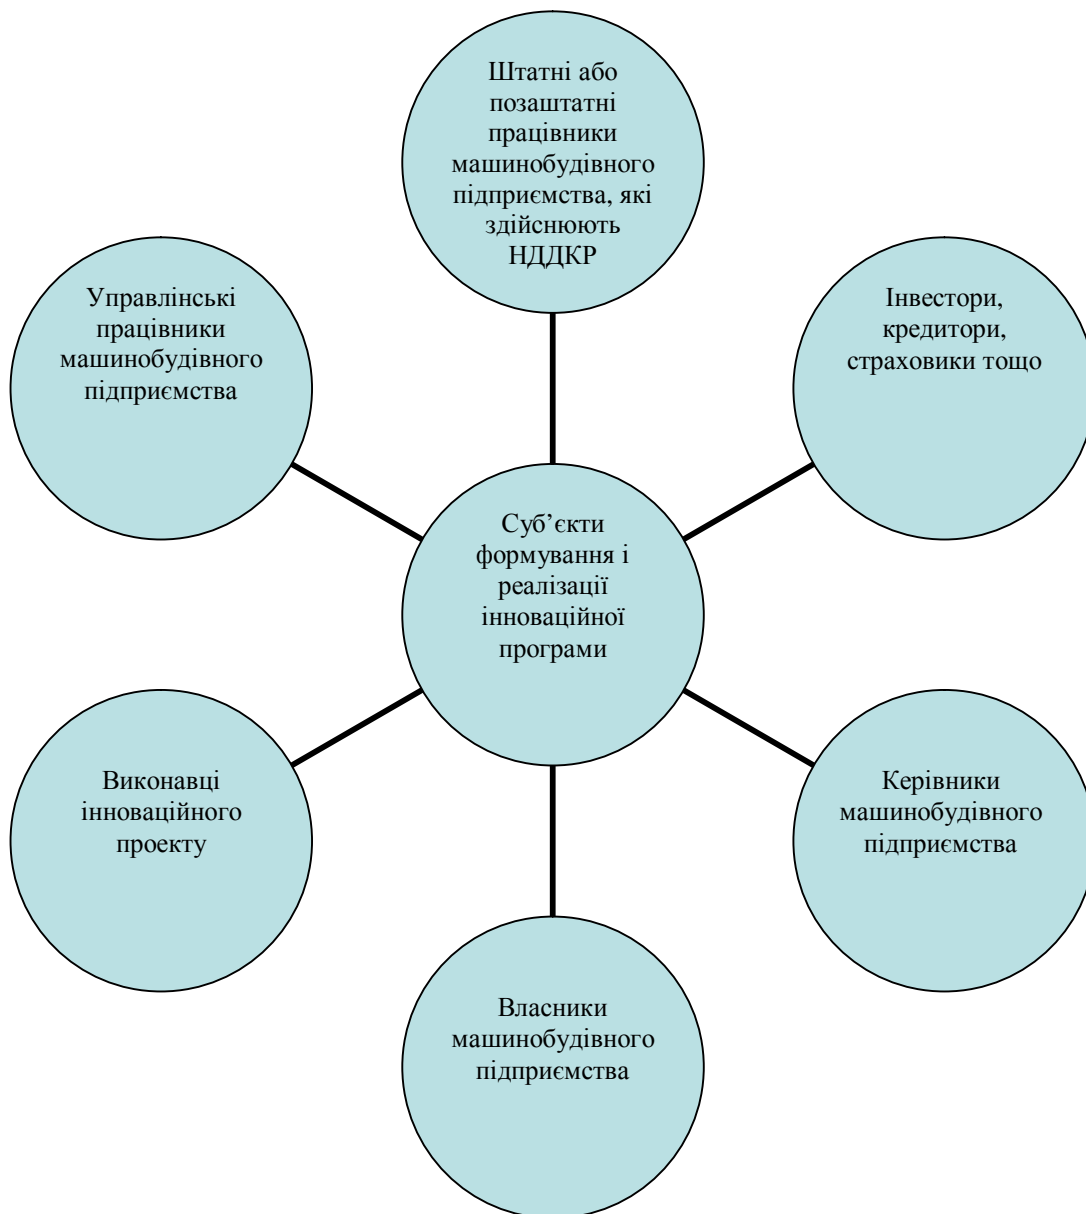 Штатні або
позаштатні
працівники
машинобудівного
підприємства, які
здійснюють
НДДКР
Управлінські
працівники
машинобудівного
підприємства
Інвестори,
кредитори,
страховики тощо
Суб’єкти
формування і
реалізації
інноваційної
програми
Виконавці
інноваційного
проекту
Керівники
машинобудівного
підприємства
Власники
машинобудівного
підприємства